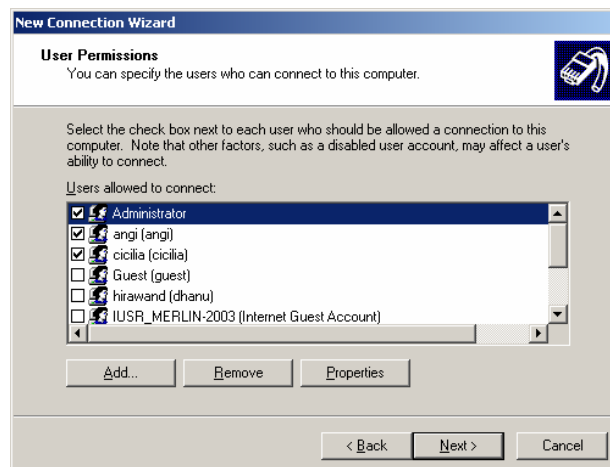 New Connection Wizard
User Permissions
You can specify the users who can connect to this computer.
Select the check box next to each user who should be allowed a connection to this
computer. Note that other factors, such as a disabled user account, may affect a user's
ability to connect.
Users allowed to connect:
Administrator
angi (angi)
cicilia (cicilia)
Guest (guest)
hirawand (dhanu)
IUSR_MERLIN-2003 (Internet Guest Account)
Add... Remove Properties
< Back Next > Cancel